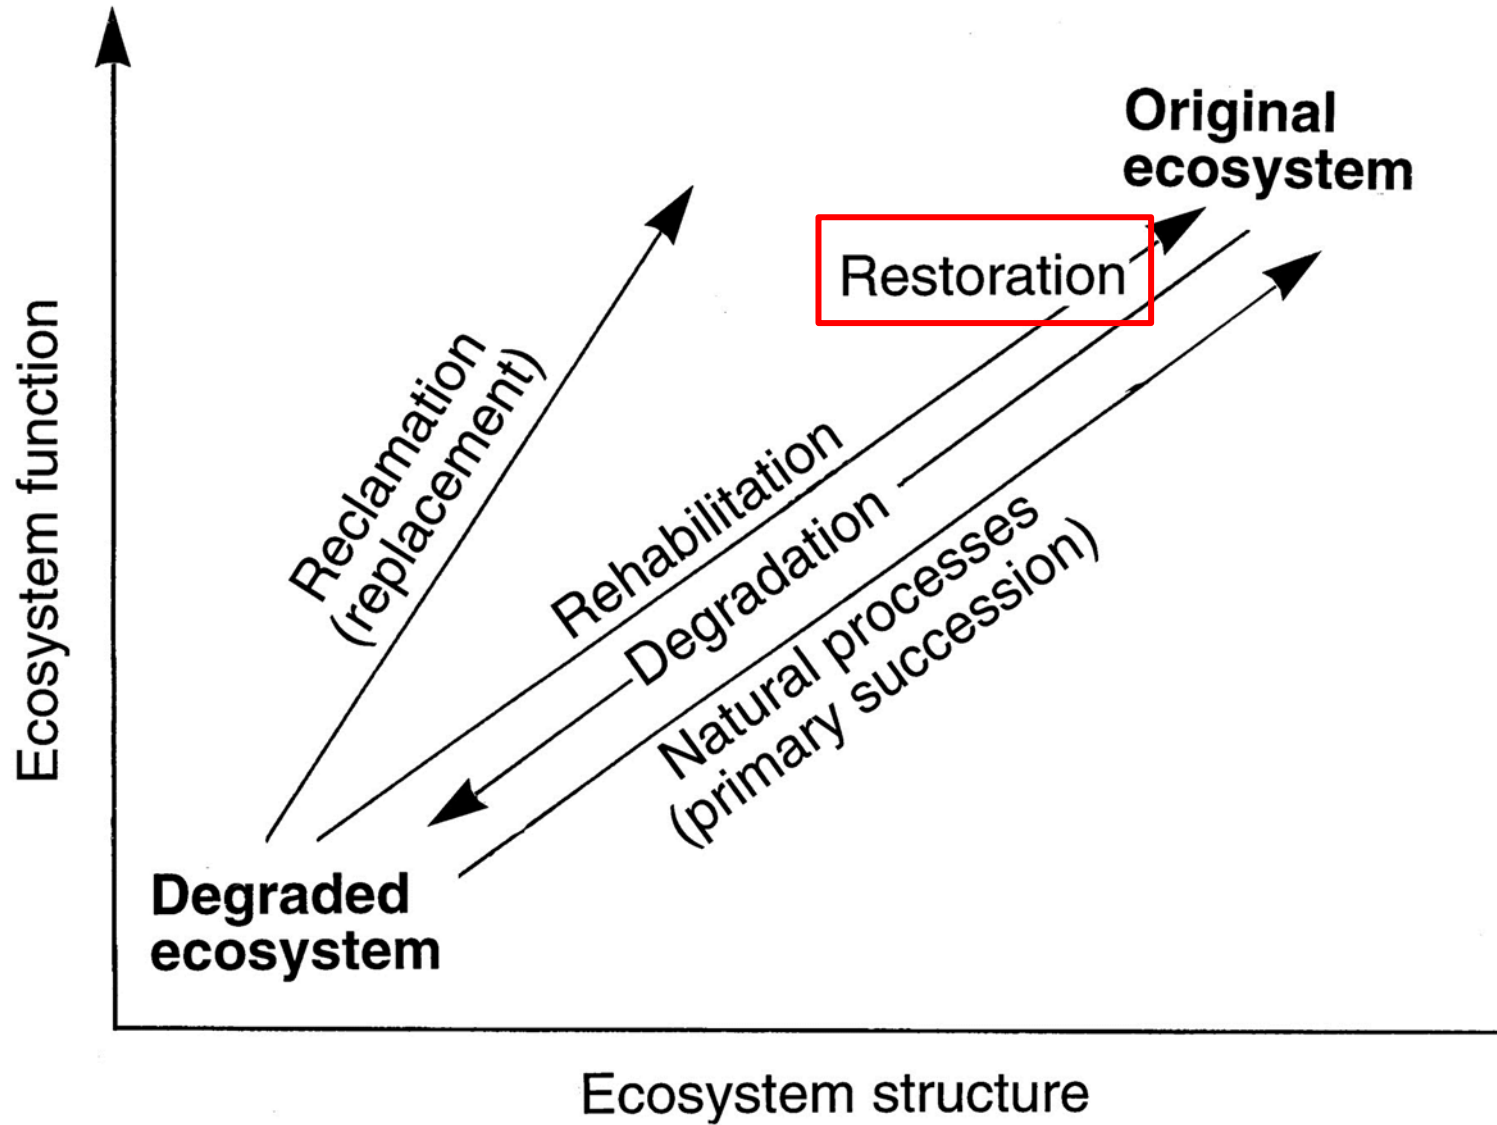 Original
ecosystem
Restoration
Reclamation
(replacement)
Rehabilitation
Degradation
Natural processes
(primary succession)
Degraded
ecosystem
Ecosystem function
Ecosystem structure